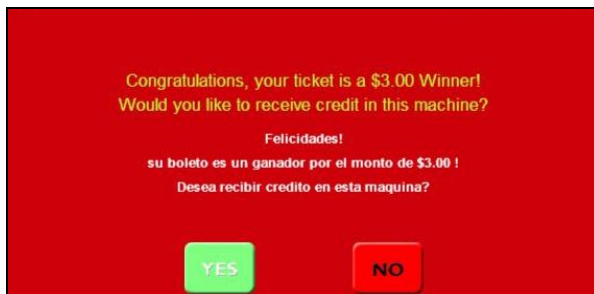 Congratulations, your ticket is a $3.00 Winner!
Would you like to receive credit in this machine?
Felicidades!
su boleto es un ganador por el monto de $3.00 !
Desea recibir credito en esta maquina?
YES
NO